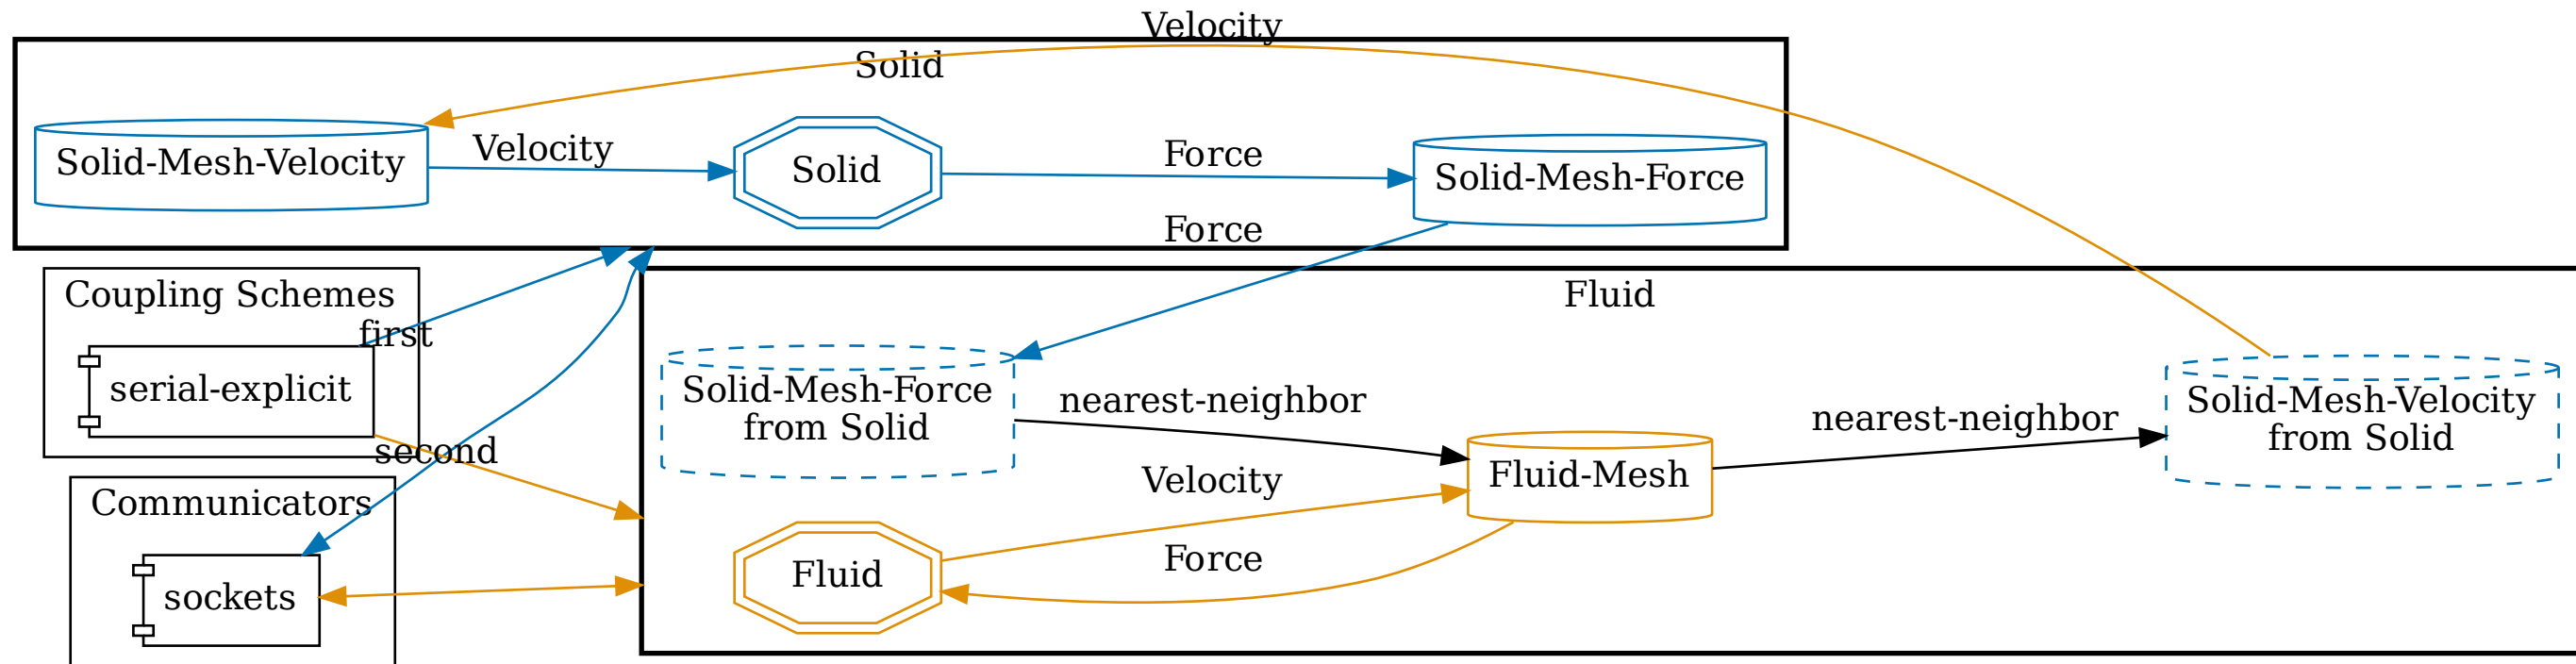 Velocity
Solid
Solid-Mesh-Velocity
Velocity
Solid
Force
Solid-Mesh-Force
Force
Coupling Schemes
first
serial-explicit
second
Communicators
sockets
Fluid
Solid-Mesh-Force
from Solid
nearest-neighbor
Velocity
Fluid-Mesh
nearest-neighbor
Solid-Mesh-Velocity
from Solid
Fluid
Force